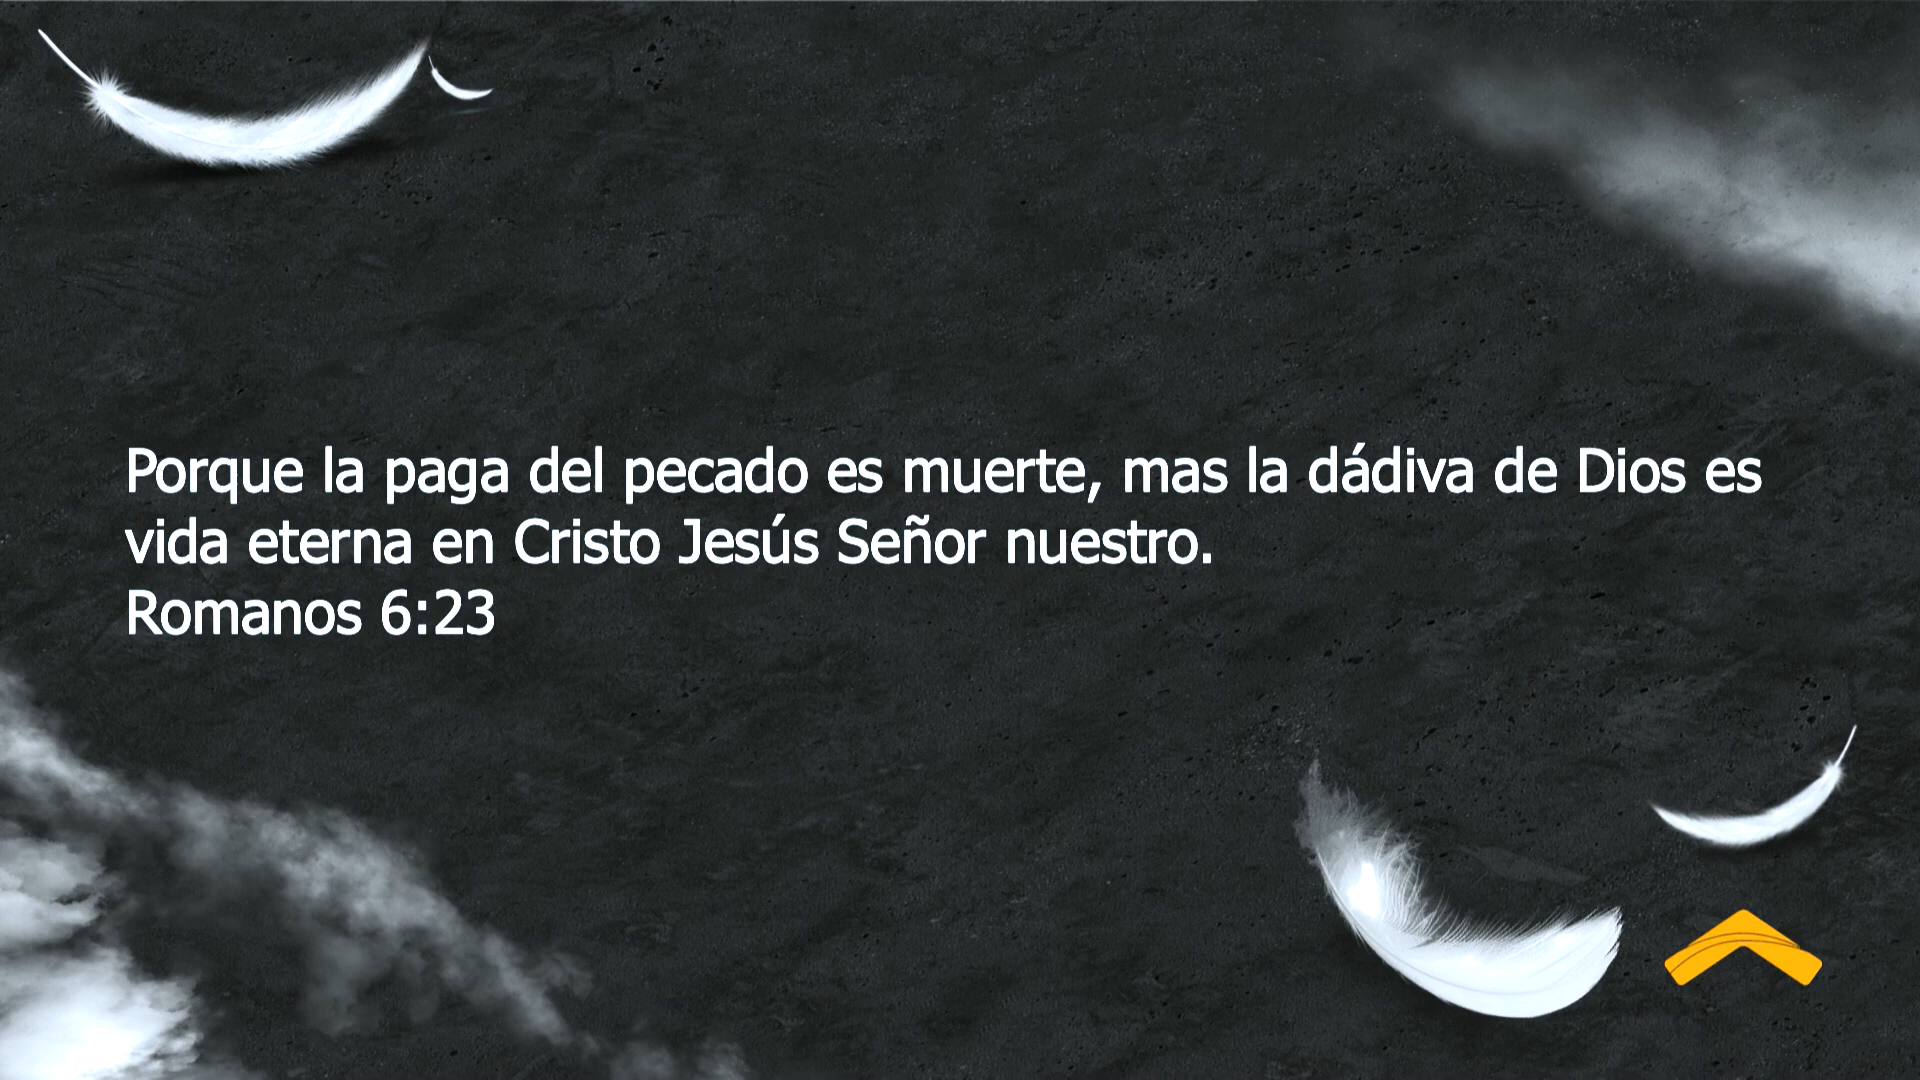 Porque la paga del pecado es muerte, mas la dádiva de Dios es
vida eterna en Cristo Jesús Señor nuestro.
Romanos 6:23